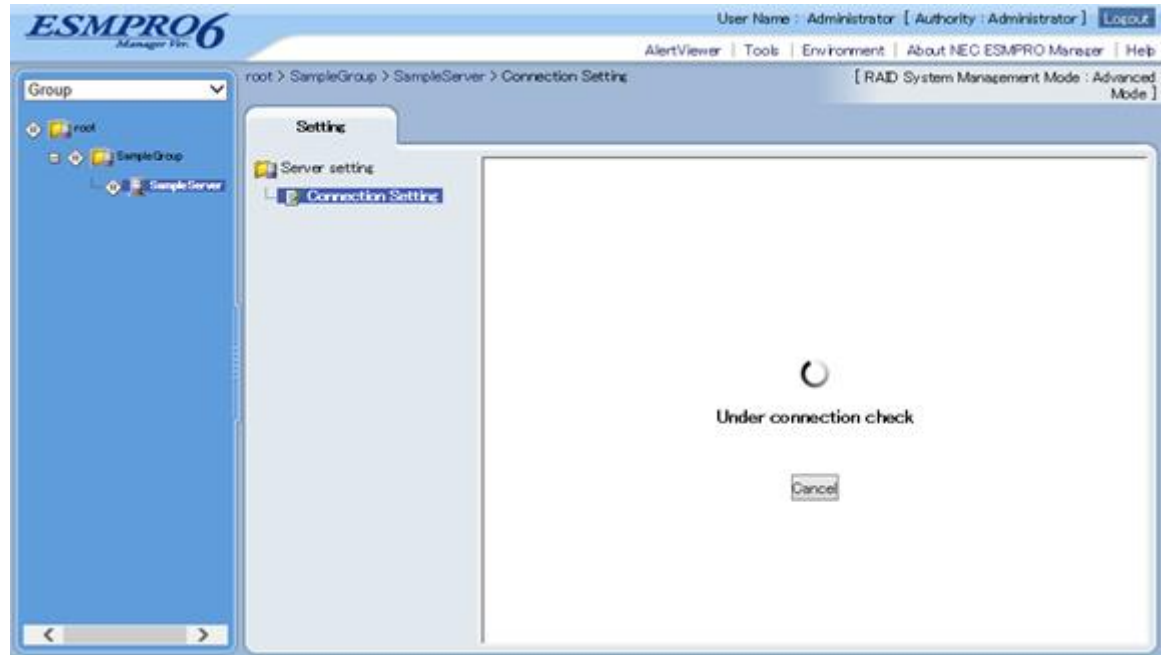 ESMPRO6
Manager Ver.
User Name : Administrator [ Authority : Administrator ] Logout
AlertViewer | Tools | Environment | About NEC ESMPRO Manager | Help
root > SampleGroup > SampleServer > Connection Setting
[ RAID System Management Mode : Advanced
Mode ]
Group
root
SampleGroup
SampleServer
Setting
Server setting
Connection Setting
Under connection check
Cancel